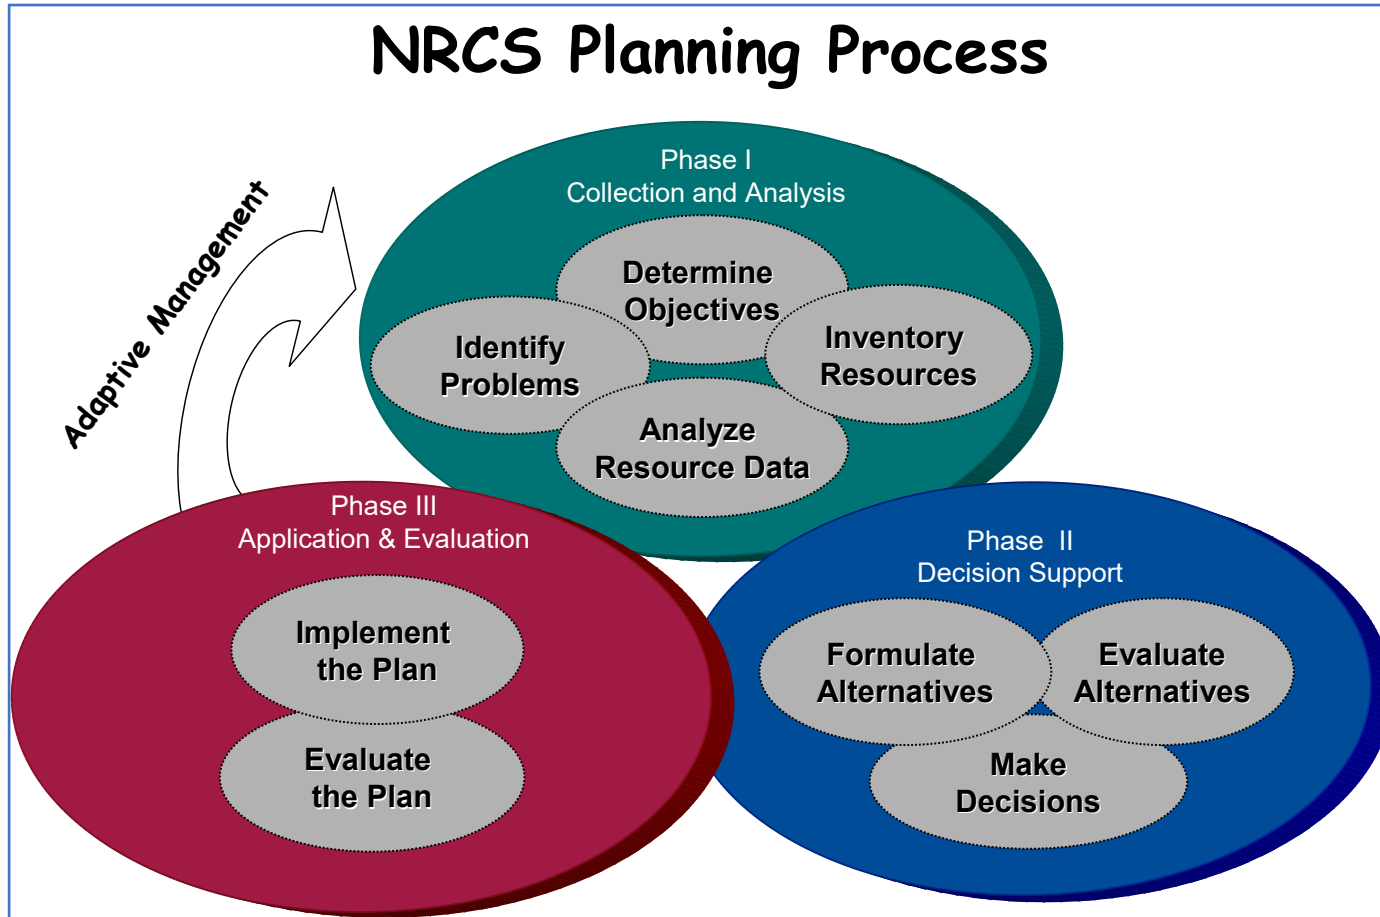 NRCS Planning Process
Adaptive Management
Phase I
Collection and Analysis
Determine
Objectives
Identify
Problems
Inventory
Resources
Analyze
Resource Data
Phase III
Application & Evaluation
Implement
the Plan
Evaluate
the Plan
Phase II
Decision Support
Formulate
Alternatives
Evaluate
Alternatives
Make
Decisions